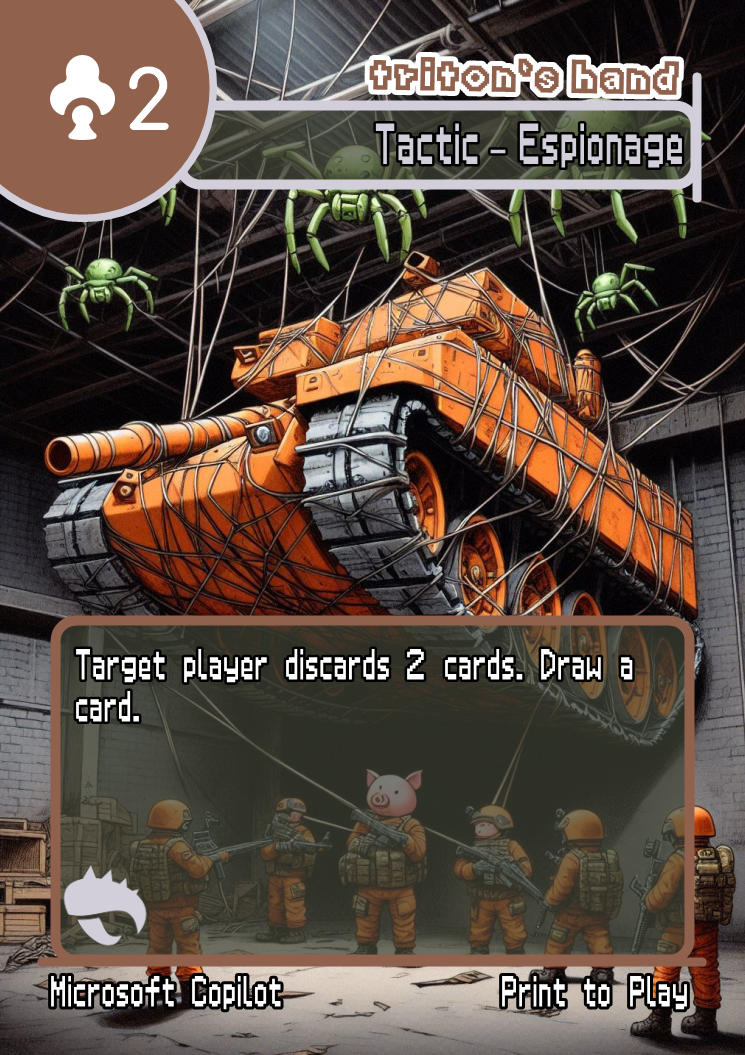 2
triton's hand
Tactic – Espionage
Target player discards 2 cards. Draw a
card.
Microsoft Copilot
Print to Play